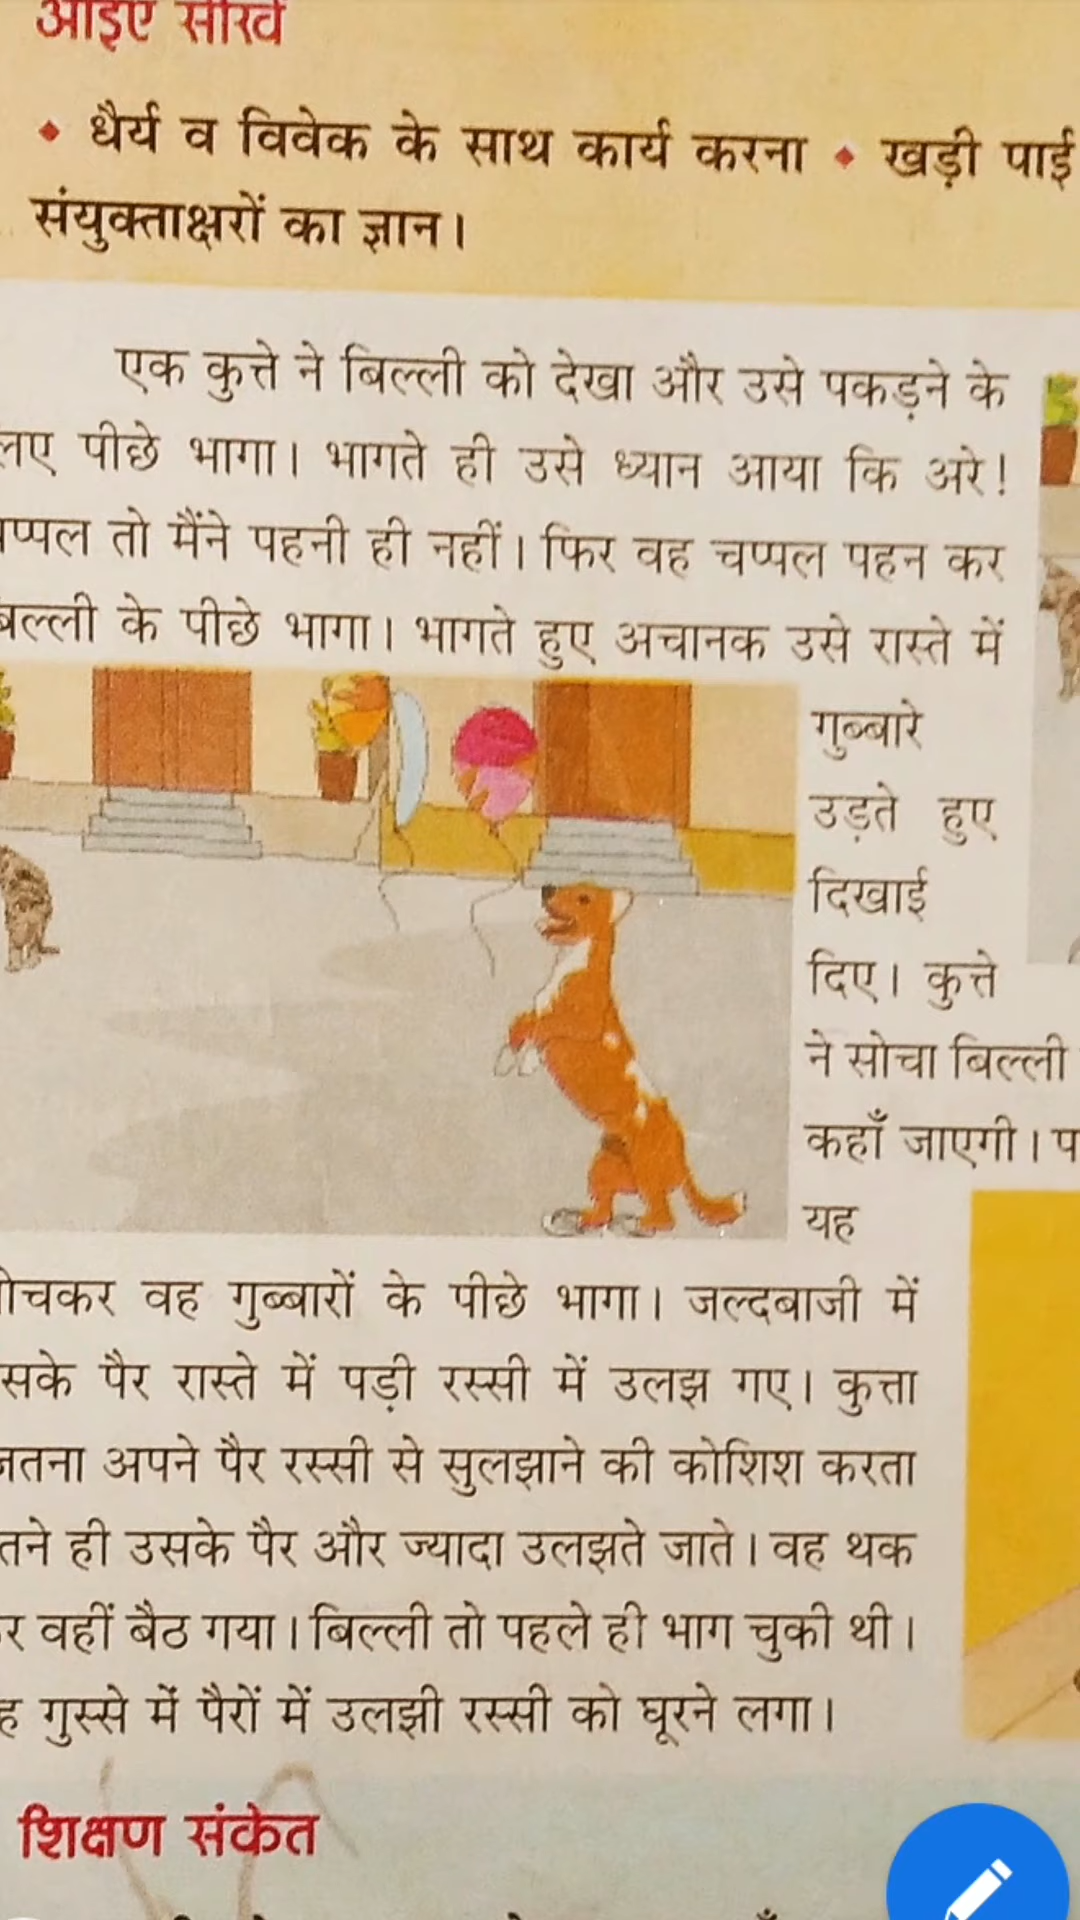 आइए सीखें
• धैर्य व विवेक के साथ कार्य करना • खड़ी पाई
संयुक्ताक्षरों का ज्ञान।
एक कुत्ते ने बिल्ली को देखा और उसे पकड़ने के
पीछे भागा। भागते ही उसे ध्यान आया कि अरे!
तो मैंने पहनी ही नहीं। फिर वह चप्पल पहन कर
के पीछे भागा। भागते हुए अचानक उसे रास्ते में
गुब्बारे
उड़ते हुए
दिखाई
दिए। कुत्ते
ने सोचा बिल्ली
कहाँ जाएगी।
यह
वह गुब्बारों के पीछे भागा। जल्दबाजी में
पैर रास्ते में पड़ी रस्सी में उलझ गए। कुत्ता
अपने पैर रस्सी से सुलझाने की कोशिश करता
ही उसके पैर और ज्यादा उलझते जाते। वह थक
वहीं बैठ गया। बिल्ली तो पहले ही भाग चुकी थी।
गुस्से में पैरों में उलझी रस्सी को घूरने लगा।
शिक्षण संकेत